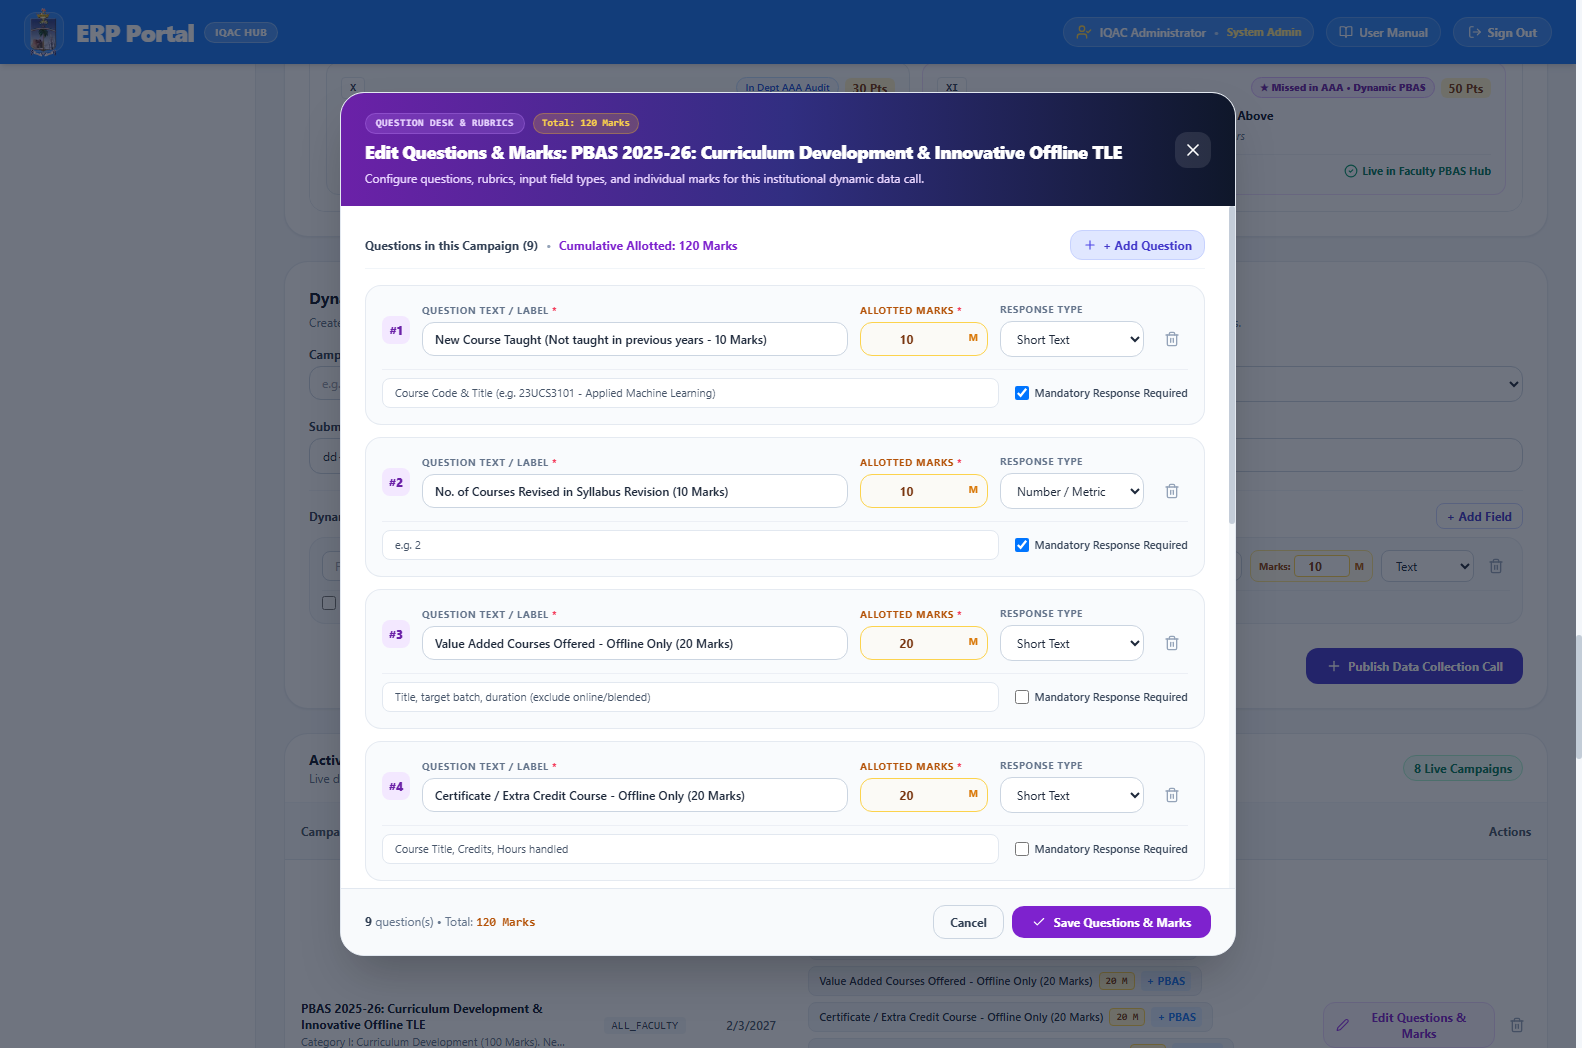 ERP Portal
IQAC HUB
IQAC Administrator • System Admin
User Manual
Sign Out
X
In Dept AAA Audit
30 Pts
XI
★ Missed in AAA • Dynamic PBAS
50 Pts
Above
Live in Faculty PBAS Hub
QUESTION DESK & RUBRICS
Total: 120 Marks
Edit Questions & Marks: PBAS 2025-26: Curriculum Development & Innovative Offline TLE
Configure questions, rubrics, input field types, and individual marks for this institutional dynamic data call.
Questions in this Campaign (9) • Cumulative Allotted: 120 Marks
+ + Add Question
#1
QUESTION TEXT / LABEL *
ALLOTTED MARKS *
RESPONSE TYPE
New Course Taught (Not taught in previous years - 10 Marks)
10
M
Short Text
Course Code & Title (e.g. 23UCS3101 - Applied Machine Learning)
Mandatory Response Required
#2
QUESTION TEXT / LABEL *
ALLOTTED MARKS *
RESPONSE TYPE
No. of Courses Revised in Syllabus Revision (10 Marks)
10
M
Number / Metric
e.g. 2
Mandatory Response Required
#3
QUESTION TEXT / LABEL *
ALLOTTED MARKS *
RESPONSE TYPE
Value Added Courses Offered - Offline Only (20 Marks)
20
M
Short Text
Title, target batch, duration (exclude online/blended)
Mandatory Response Required
#4
QUESTION TEXT / LABEL *
ALLOTTED MARKS *
RESPONSE TYPE
Certificate / Extra Credit Course - Offline Only (20 Marks)
20
M
Short Text
Course Title, Credits, Hours handled
Mandatory Response Required
9 question(s) • Total: 120 Marks
Cancel
Save Questions & Marks
+ Add Field
Marks:
10
M
Text
+ Publish Data Collection Call
8 Live Campaigns
Actions
Value Added Courses Offered - Offline Only (20 Marks)
20 M
+ PBAS
PBAS 2025-26: Curriculum Development &
Innovative Offline TLE
Category I: Curriculum Development (100 Marks). Ne...
ALL_FACULTY
2/3/2027
Certificate / Extra Credit Course - Offline Only (20 Marks)
20 M
+ PBAS
Edit Questions &
Marks